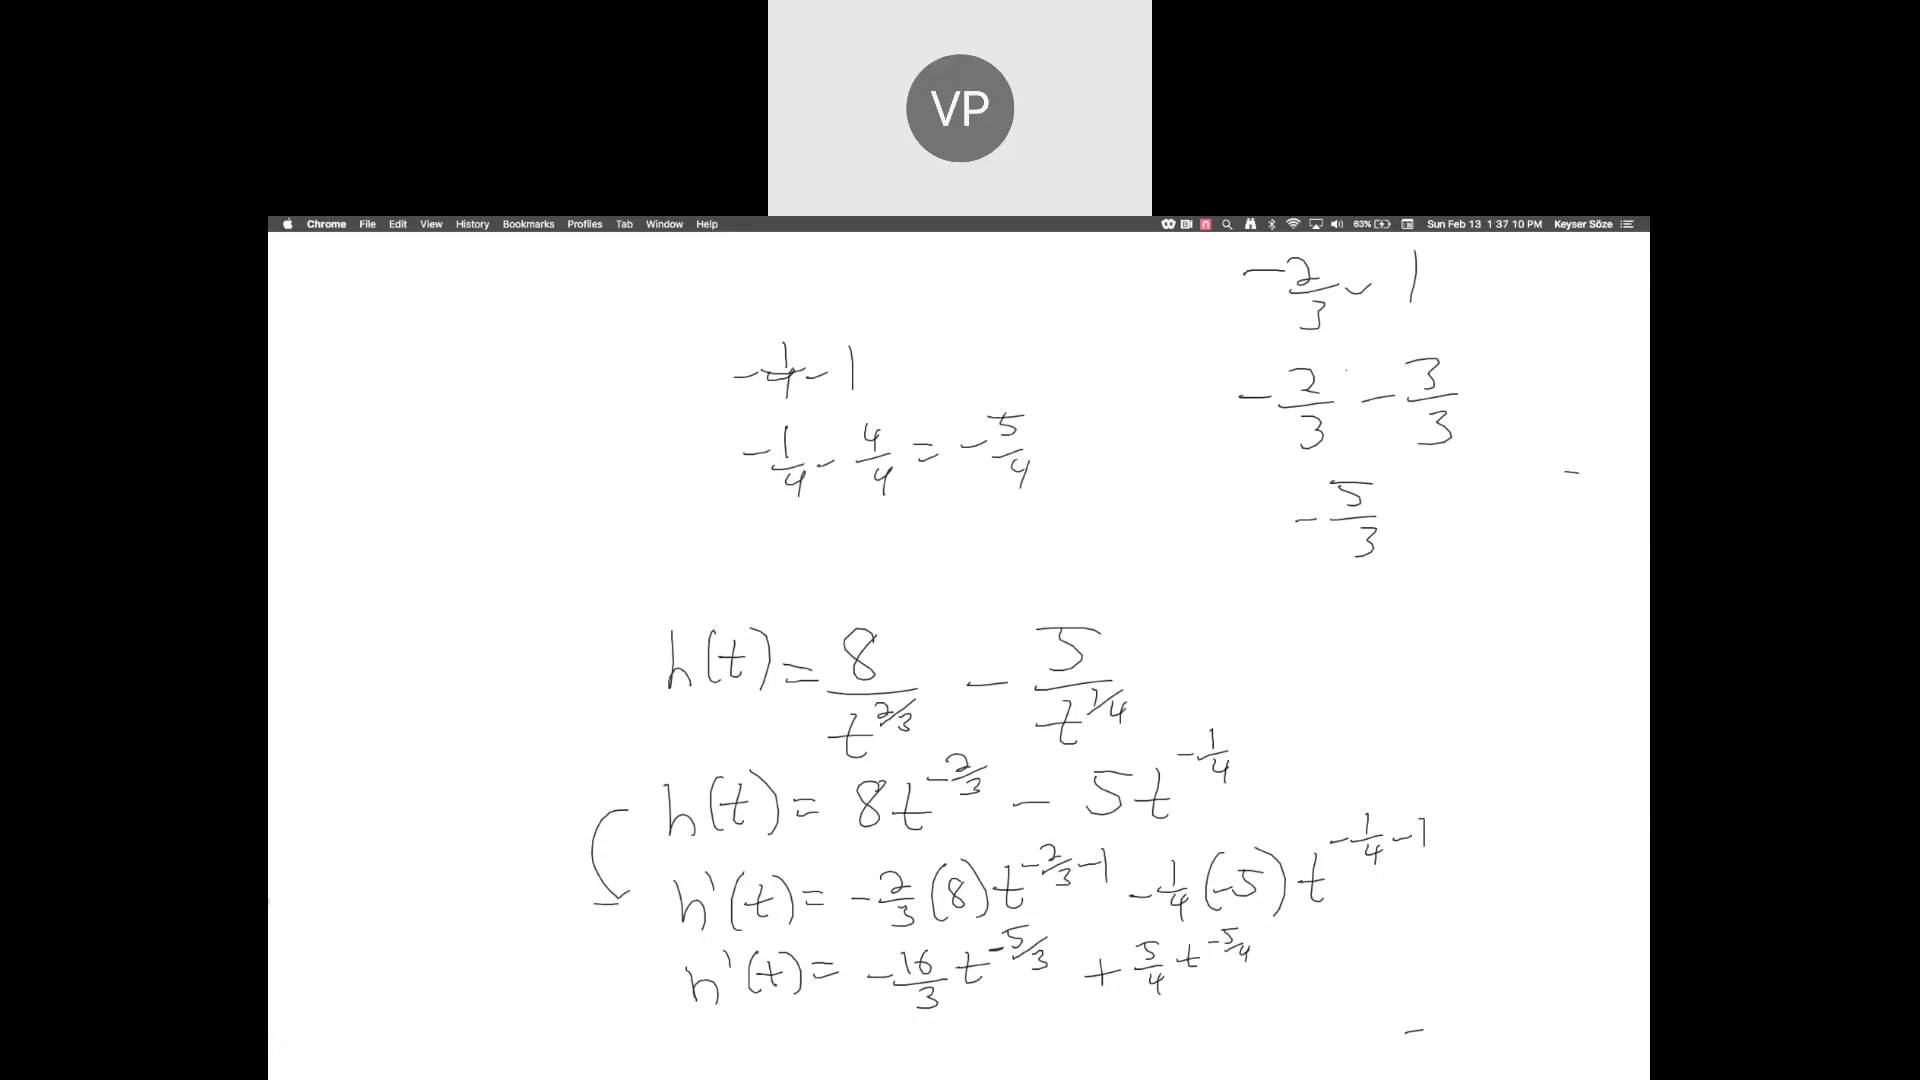 VP
Chrome File Edit View History Bookmarks Profiles Tab Window Help 63% Sun Feb 13 1 37 10 PM Keyser Söze
-2/3 - 1
-1/4 - 1
-2/3 - 3/3
-1/4 - 4/4 = -5/4
-5/3
h(t) = 8/t^2/3 - 5/t^1/4
h(t) = 8t^-2/3 - 5t^-1/4
h'(t) = -2/3 (8) t^-2/3-1 - 1/4 (-5) t^-1/4-1
h'(t) = -16/3 t^-5/3 + 5/4 t^-5/4